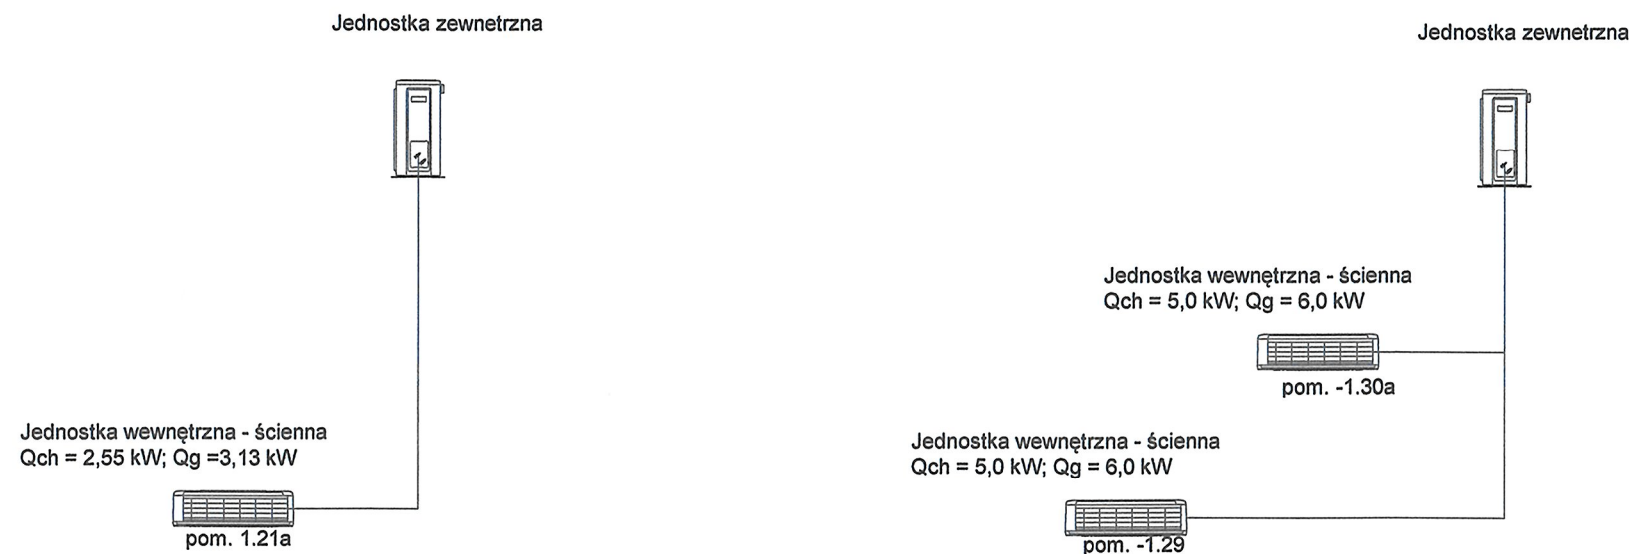 Jednostka zewnetrzna
Jednostka wewnętrzna - ścienna
Qch = 2,55 kW; Qg =3,13 kW
pom. 1.21a
Jednostka zewnetrzna
Jednostka wewnętrzna - ścienna
Qch = 5,0 kW; Qg = 6,0 kW
pom. -1.30a
Jednostka wewnętrzna - ścienna
Qch = 5,0 kW; Qg = 6,0 kW
pom. -1.29